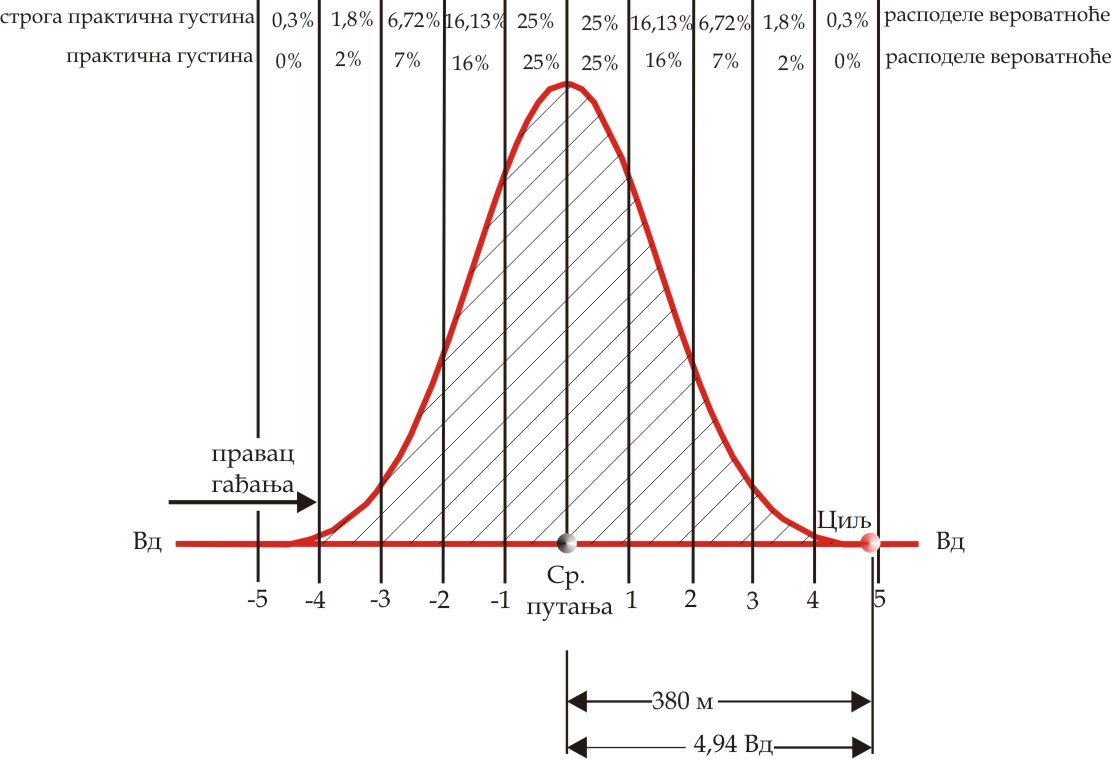 строга практична густина 0,3% 1,8% 6,72% 16,13% 25% 25% 16,13% 6,72% 1,8% 0,3% расподеле вероватноће
практична густина 0% 2% 7% 16% 25% 25% 16% 7% 2% 0% расподеле вероватноће
правац
гађања
Циљ
Вд Вд
Ср.
путања
-5 -4 -3 -2 -1 1 2 3 4 5
380 м
4,94 Вд